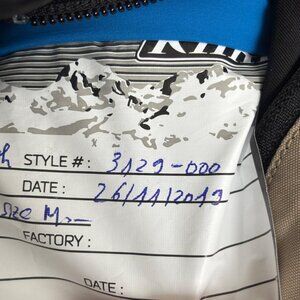 STYLE #: 3129-000
DATE: 26/11/2019
Size M
FACTORY:
DATE: